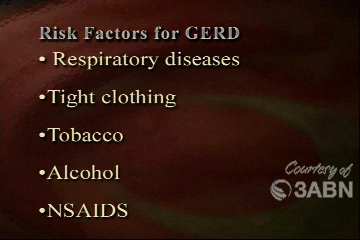 Risk Factors for GERD
• Respiratory diseases
•Tight clothing
•Tobacco
•Alcohol
•NSAIDS
Courtesy of
3ABN